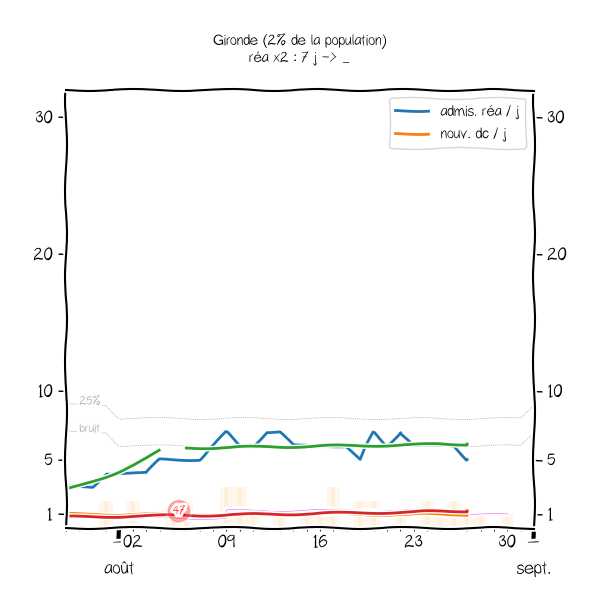 Gironde (2% de la population)
réa x2 : 7 j -> _
admis. réa / j
nouv. dc / j
30
30
20
20
10
10
25%
bruit
5
5
47
1
1
02
09
16
23
30
août
sept.